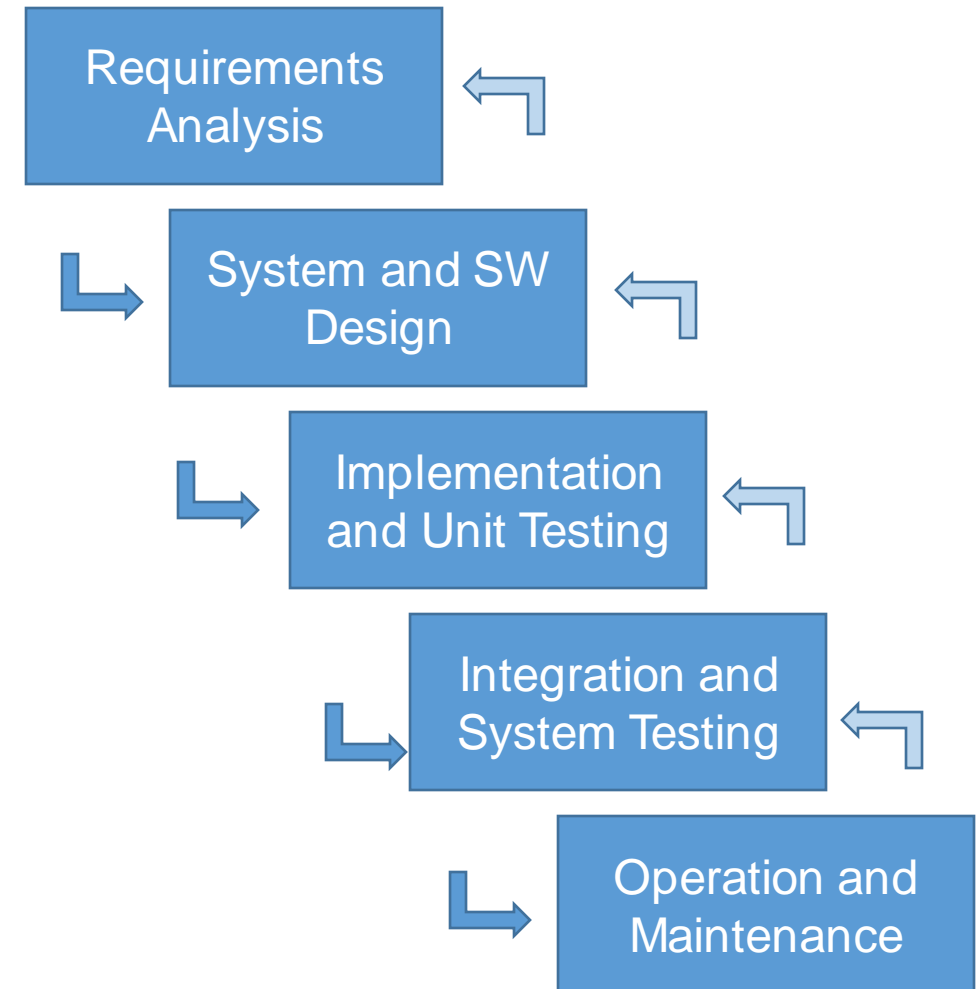 Requirements
Analysis
System and SW
Design
Implementation
and Unit Testing
Integration and
System Testing
Operation and
Maintenance